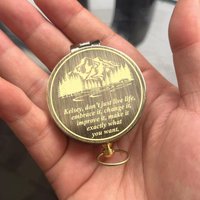 Kelsey, don't just live life,
embrace it, change it,
improve it, make it
exactly what
you want.